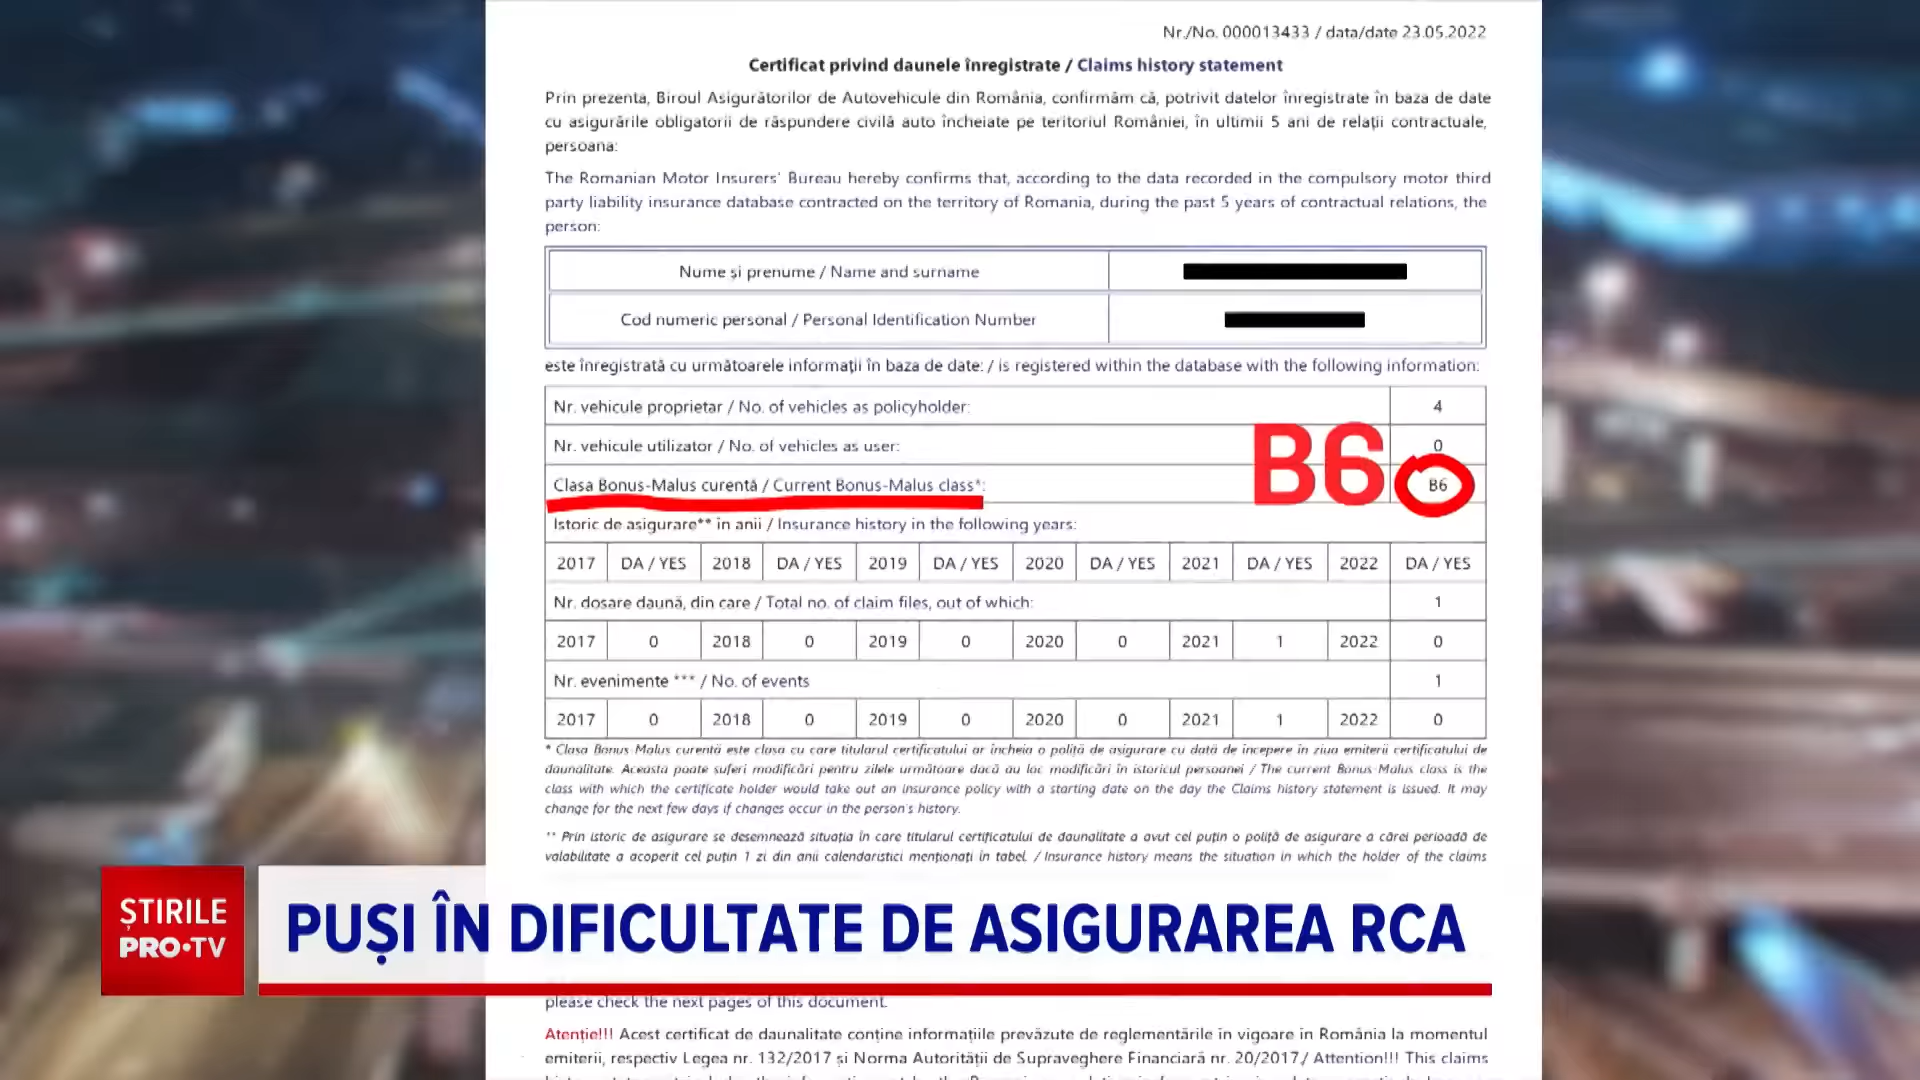 Nr./No. 000013433 / data/date 23.05.2022
Certificat privind daunele înregistrate / Claims history statement
Prin prezenta, Biroul Asigurătorilor de Autovehicule din România, confirmăm că, potrivit datelor înregistrate în baza de date
cu asigurările obligatorii de răspundere civilă auto încheiate pe teritoriul României, în ultimii 5 ani de relații contractuale,
persoana:
The Romanian Motor Insurers' Bureau hereby confirms that, according to the data recorded in the compulsory motor third
party liability insurance database contracted on the territory of Romania, during the past 5 years of contractual relations, the
person:
Nume și prenume / Name and surname
Cod numeric personal / Personal Identification Number
este înregistrată cu următoarele informații în baza de date: / is registered within the database with the following information:
Nr. vehicule proprietar / No. of vehicles as policyholder: 4
Nr. vehicule utilizator / No. of vehicles as user: 0
B6
Clasa Bonus-Malus curentă / Current Bonus-Malus class*: B6
Istoric de asigurare** în anii / Insurance history in the following years:
2017 DA / YES 2018 DA / YES 2019 DA / YES 2020 DA / YES 2021 DA / YES 2022 DA / YES
Nr. dosare daună, din care / Total no. of claim files, out of which: 1
2017 0 2018 0 2019 0 2020 0 2021 1 2022 0
Nr. evenimente *** / No. of events 1
2017 0 2018 0 2019 0 2020 0 2021 1 2022 0
* Clasa Bonus-Malus curentă este clasa cu care titularul certificatului ar încheia o poliță de asigurare cu dată de începere în ziua emiterii certificatului de
daunalitate. Aceasta poate suferi modificări pentru zilele următoare dacă au loc modificări în istoricul persoanei / The current Bonus-Malus class is the
class with which the certificate holder would take out an insurance policy with a starting date on the day the Claims history statement is issued. It may
change for the next few days if changes occur in the person's history.
** Prin istoric de asigurare se desemnează situația în care titularul certificatului de daunalitate a avut cel puțin o poliță de asigurare a cărei perioadă de
valabilitate a acoperit cel puțin 1 zi din anii calendaristici menționați în tabel. / Insurance history means the situation in which the holder of the claims
ȘTIRILE
PRO•TV
PUȘI ÎN DIFICULTATE DE ASIGURAREA RCA
please check the next pages of this document.
Atenție!!! Acest certificat de daunalitate conține informațiile prevăzute de reglementările în vigoare în România la momentul
emiterii, respectiv Legea nr. 132/2017 și Norma Autorității de Supraveghere Financiară nr. 20/2017./ Attention!!! This claims